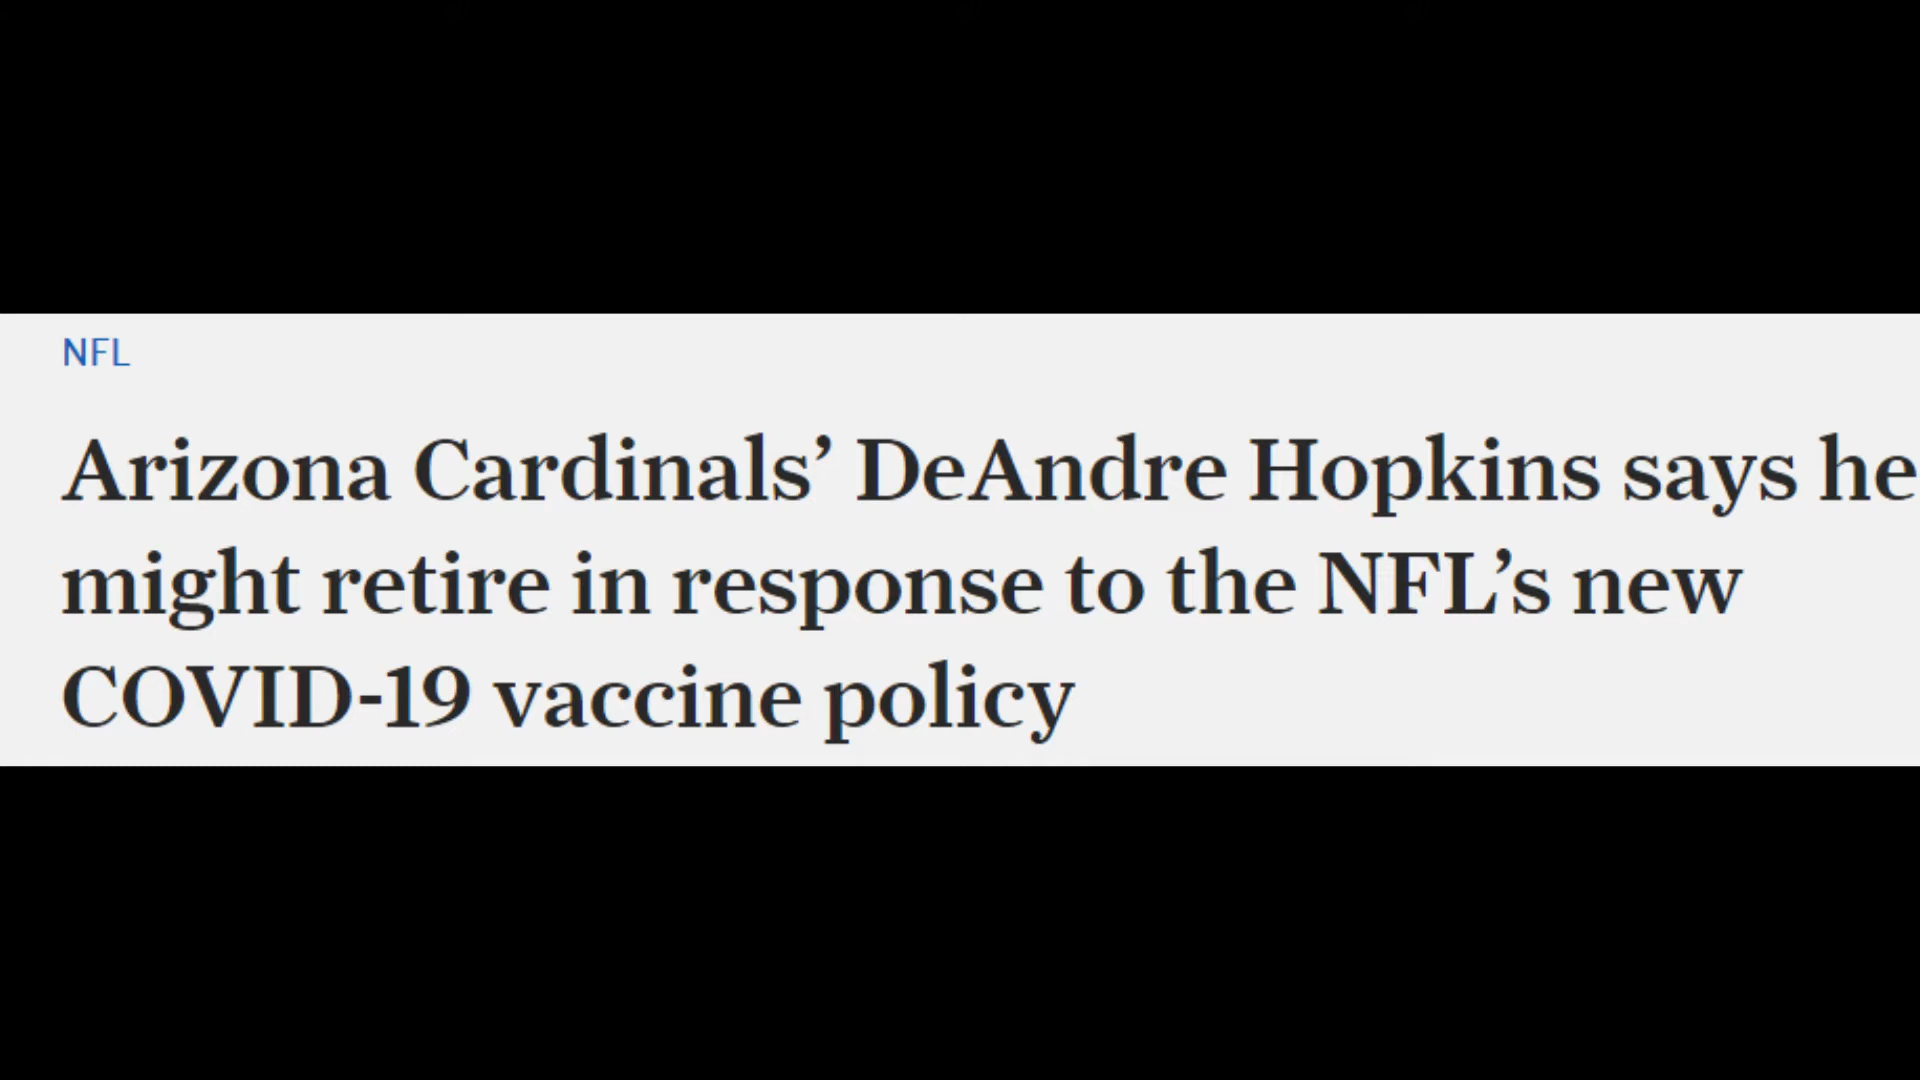 NFL
Arizona Cardinals’ DeAndre Hopkins says he
might retire in response to the NFL’s new
COVID-19 vaccine policy